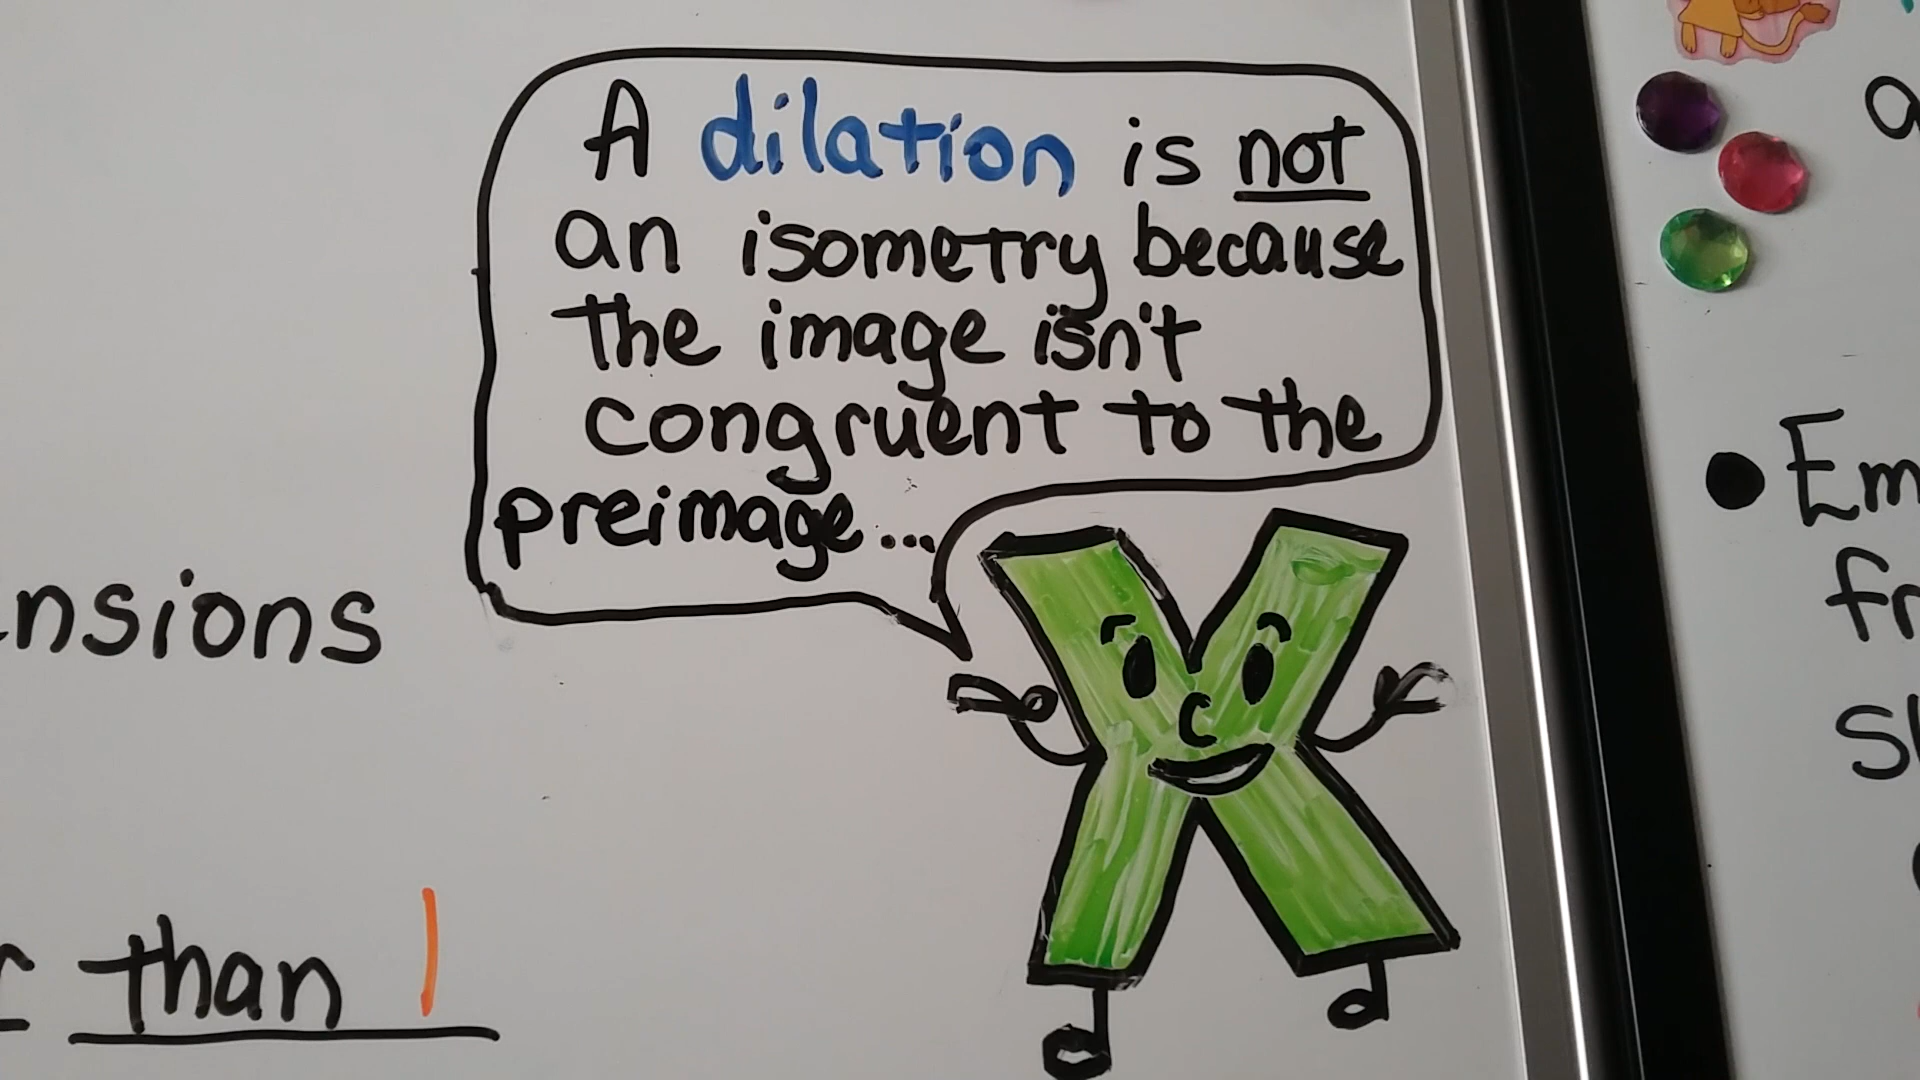 A dilation is not
an isometry because
the image isn't
congruent to the
preimage...
nsions
than 1
Em
fr